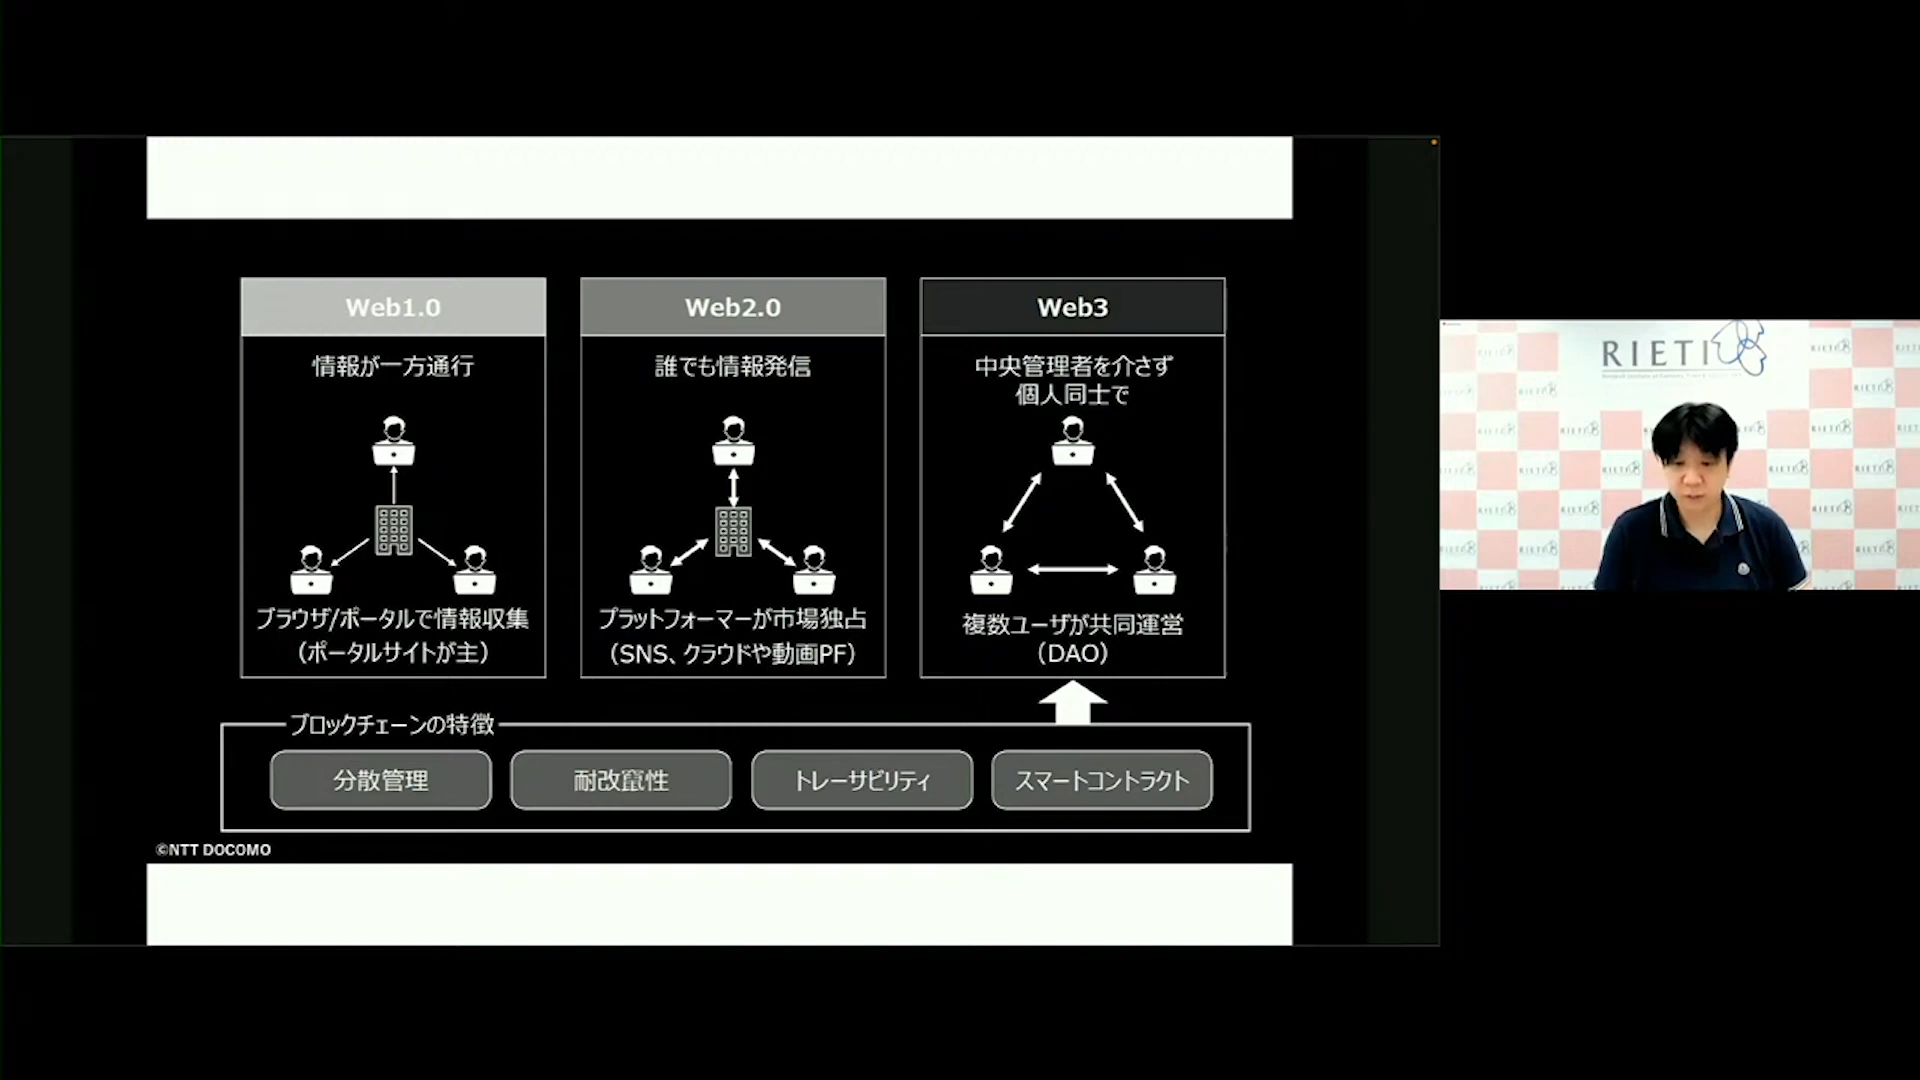 Web1.0
情報が一方通行
ブラウザ/ポータルで情報収集
（ポータルサイトが主）
Web2.0
誰でも情報発信
プラットフォーマーが市場独占
（SNS、クラウドや動画PF）
Web3
中央管理者を介さず
個人同士で
複数ユーザが共同運営
（DAO）
ブロックチェーンの特徴
分散管理
耐改竄性
トレーサビリティ
スマートコントラクト
©NTT DOCOMO
RIETI